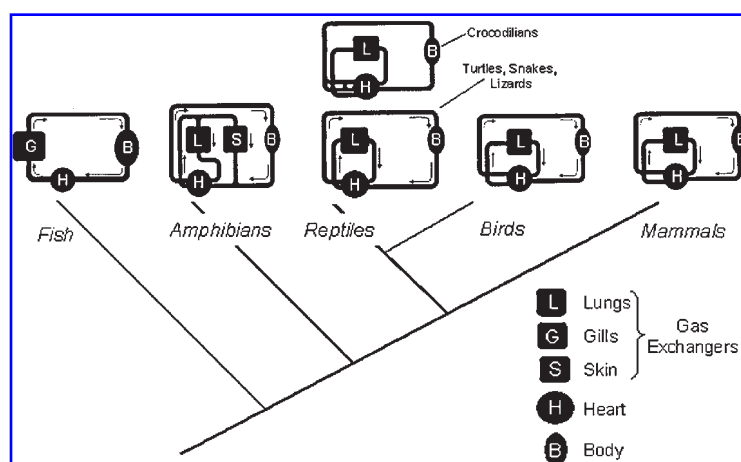 Crocodilians
L
B
H
Turtles, Snakes,
Lizards
G
B
H
L
S
B
H
L
B
H
L
B
H
L
B
H
Fish
Amphibians
Reptiles
Birds
Mammals
L Lungs
G Gills
S Skin
Gas
Exchangers
H Heart
B Body